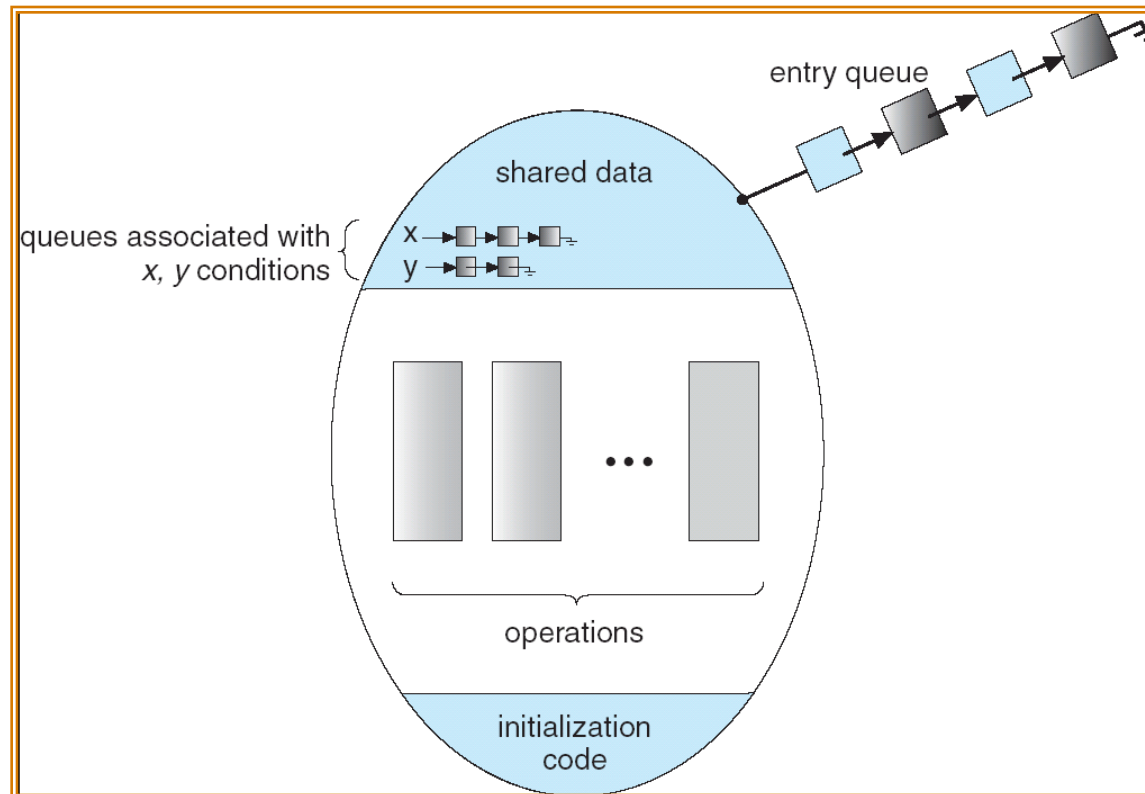 entry queue
shared data
queues associated with
x, y conditions
x
y
operations
initialization
code